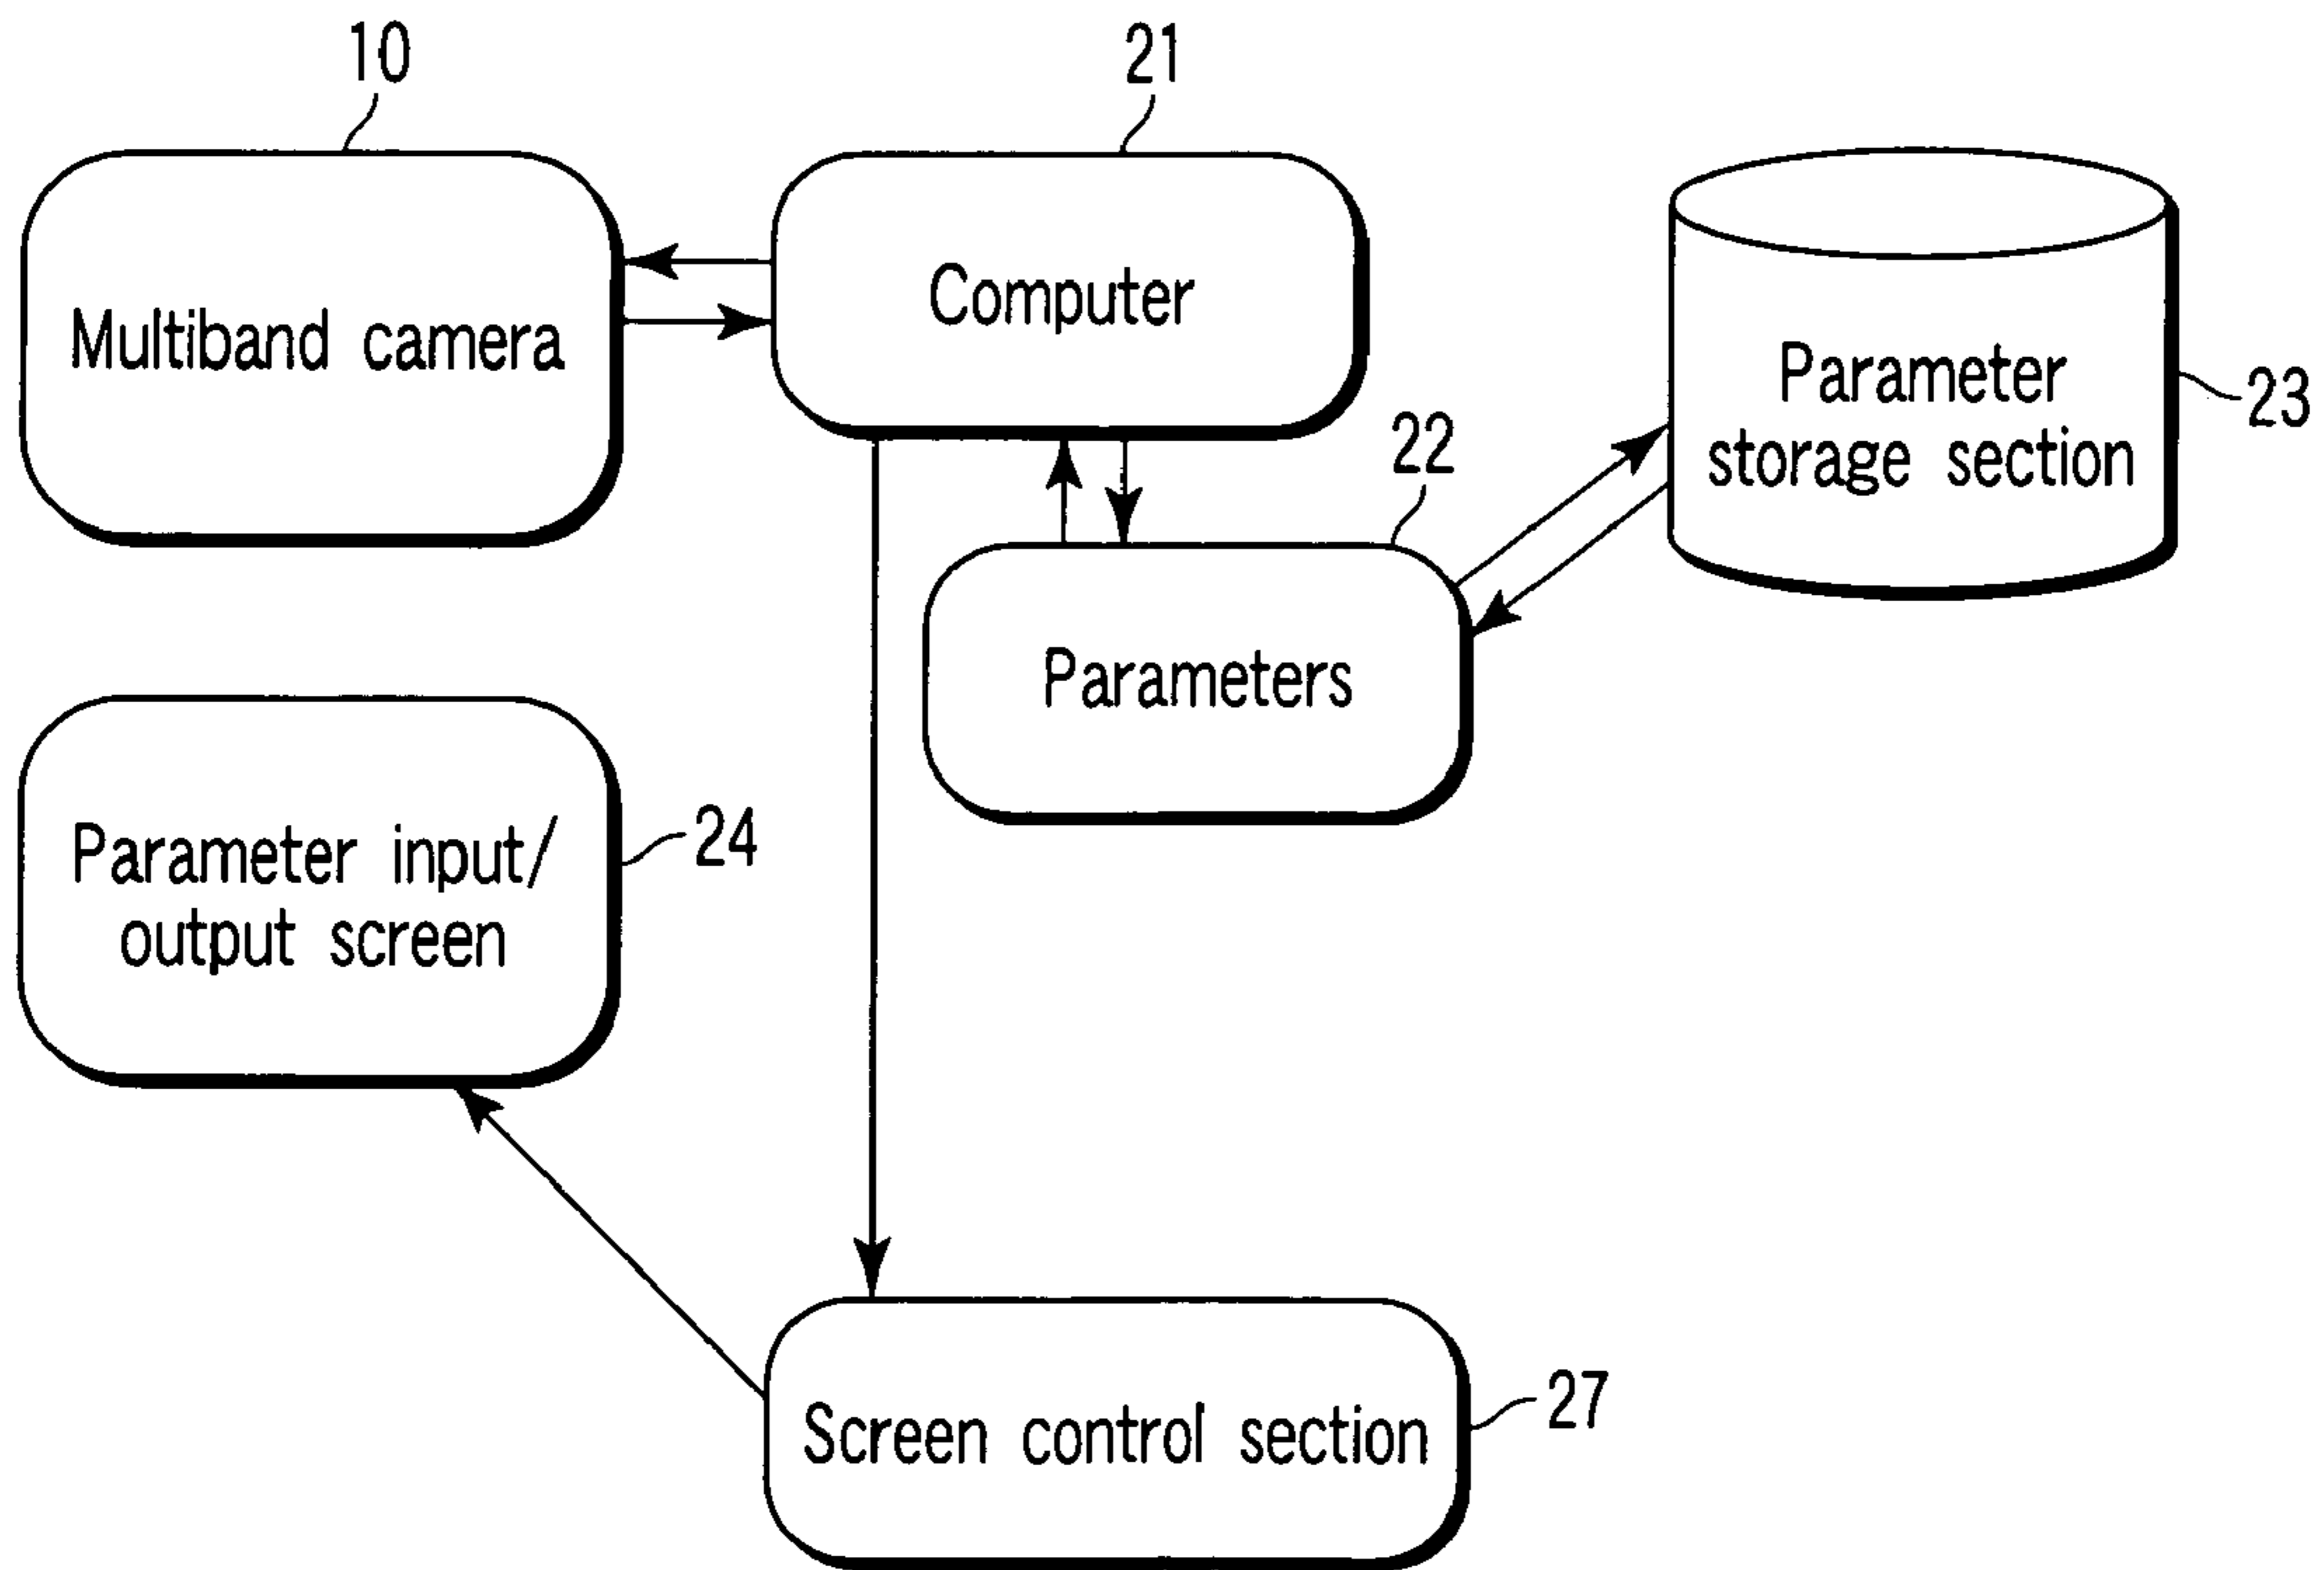 10
21
Multiband camera
Computer
Parameter
storage section
23
22
Parameters
Parameter input/
output screen
24
Screen control section
27